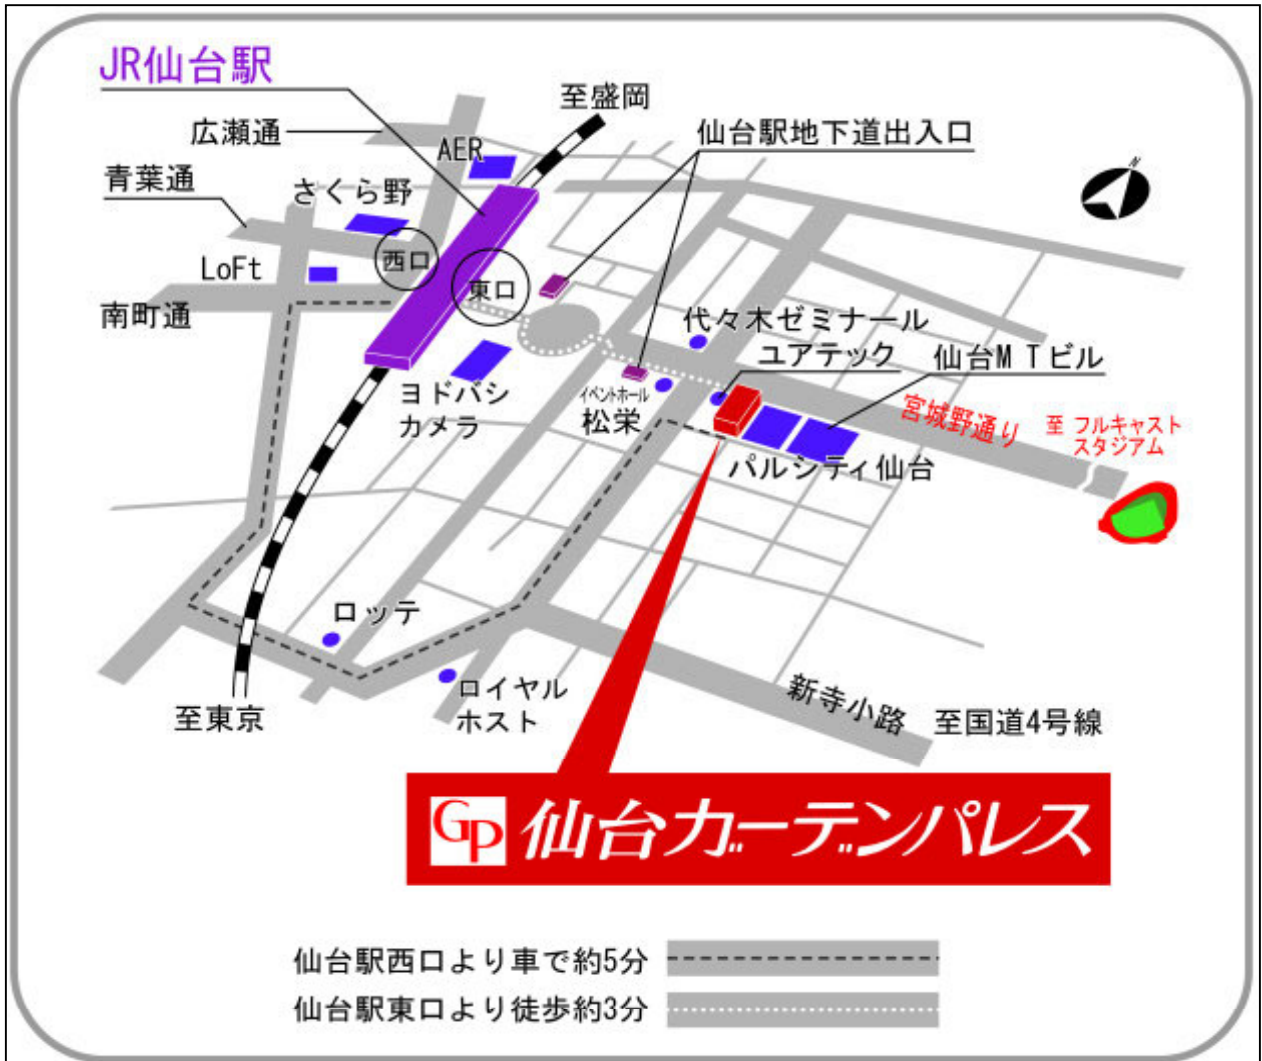 JR仙台駅
至盛岡
広瀬通
AER
仙台駅地下道出入口
青葉通
さくら野
N
西口
LoFt
東口
南町通
代々木ゼミナール
ユアテック
仙台MTビル
ヨドバシ
カメラ
イベントホール
松栄
宮城野通り
至 フルキャスト
スタジアム
パルシティ仙台
ロッテ
ロイヤル
ホスト
至東京
新寺小路
至国道4号線
GP 仙台ガーデンパレス
仙台駅西口より車で約5分
仙台駅東口より徒歩約3分